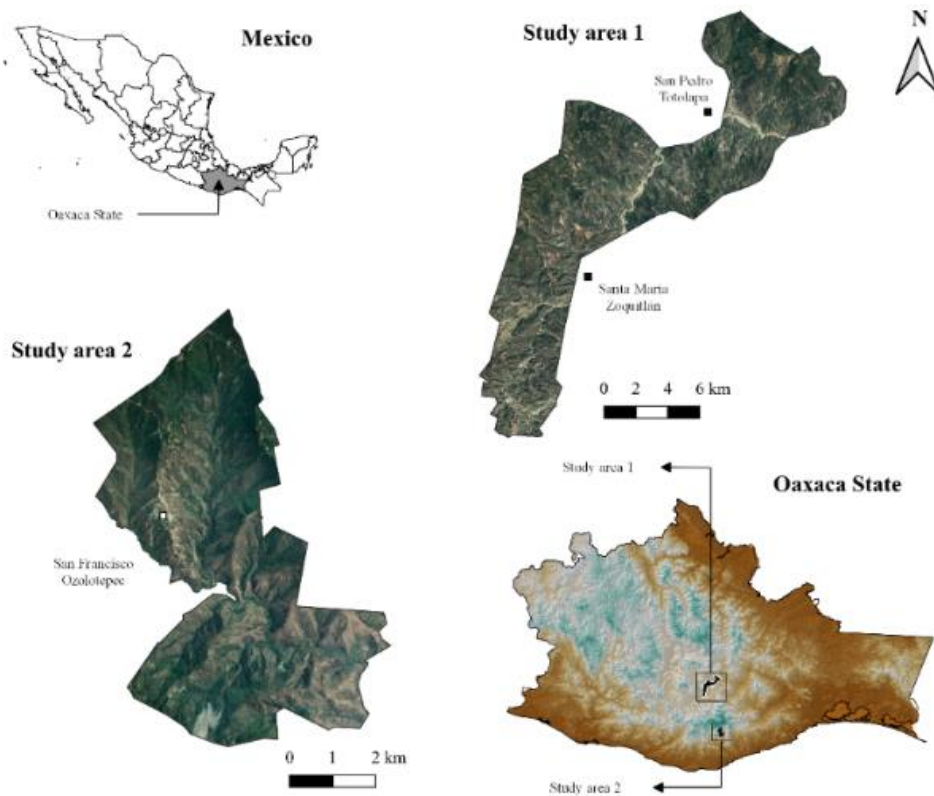 Mexico
Oaxaca State
Study area 1
N
San Pedro
Totolapa
Santa María
Zoquitlán
0 2 4 6 km
Study area 2
San Francisco
Ozolotepec
0 1 2 km
Study area 1
Oaxaca State
Study area 2